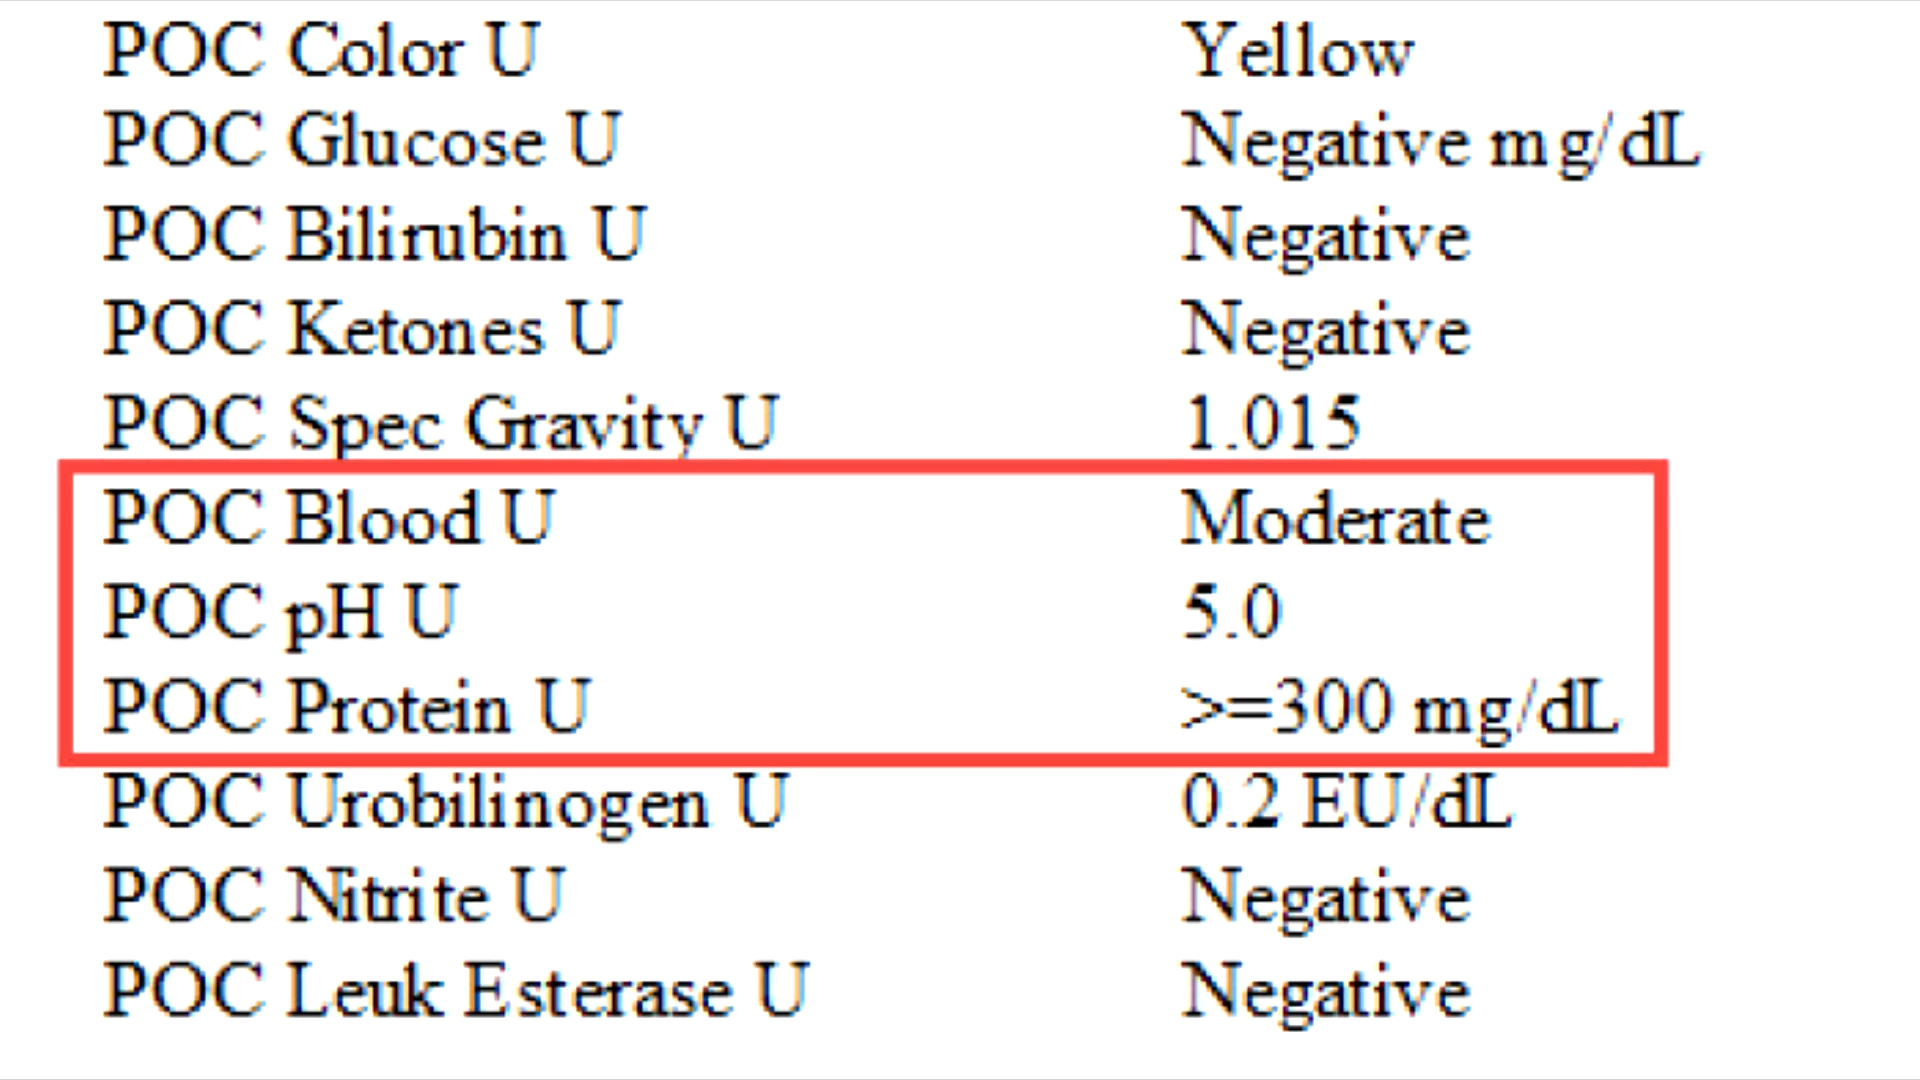 POC Color U Yellow
POC Glucose U Negative mg/dL
POC Bilirubin U Negative
POC Ketones U Negative
POC Spec Gravity U 1.015
POC Blood U Moderate
POC pH U 5.0
POC Protein U >=300 mg/dL
POC Urobilinogen U 0.2 EU/dL
POC Nitrite U Negative
POC Leuk Esterase U Negative